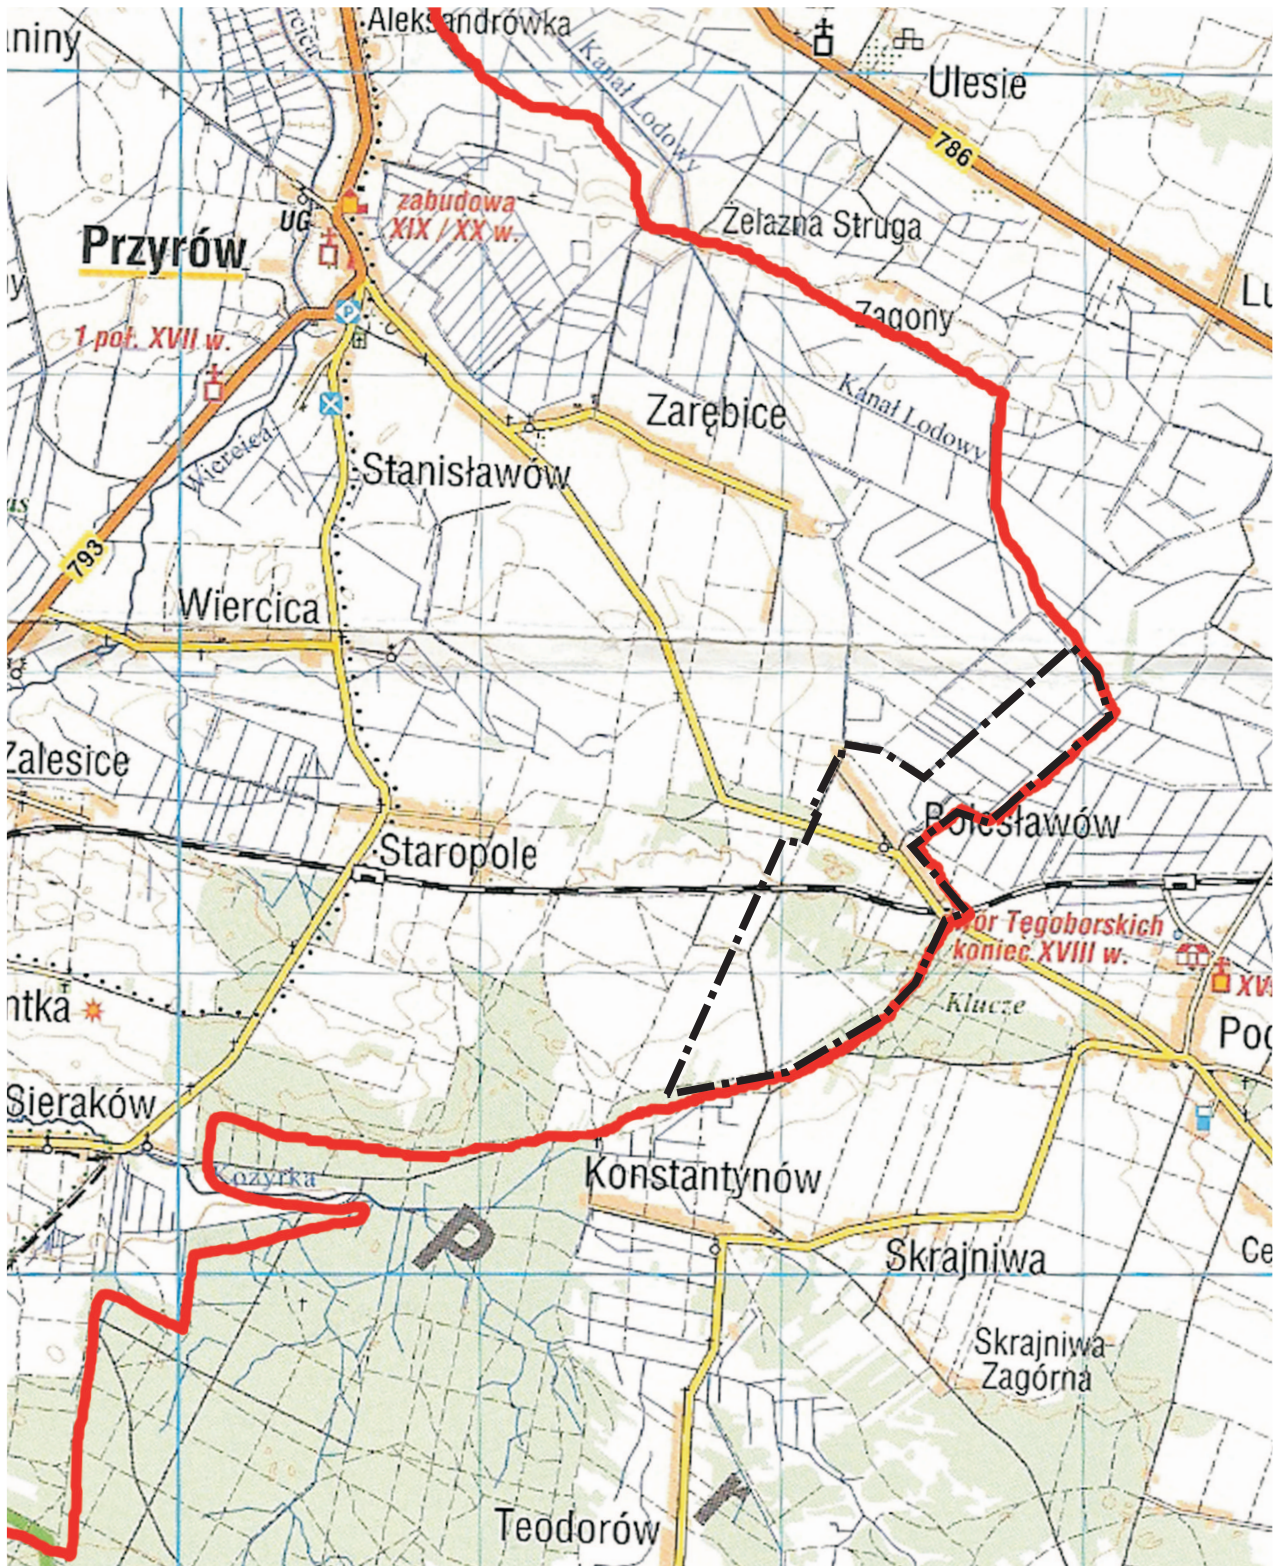 Aleksandrówka
Kanał Lodowy
Ulesie
786
UG
zabudowa
XIX / XX w.
Przyrów
Żelazna Struga
Zagony
P
1 poł. XVII w.
Kanał Lodowy
Zarębice
Wiercica
Stanisławów
793
Wiercica
Zalesice
Bolesławów
Staropole
Tęgoborskich
koniec XVIII w.
Klucze
Sieraków
Kozyrka
Konstantynów
P
Skrajniwa
Skrajniwa
Zagórna
Teodorów